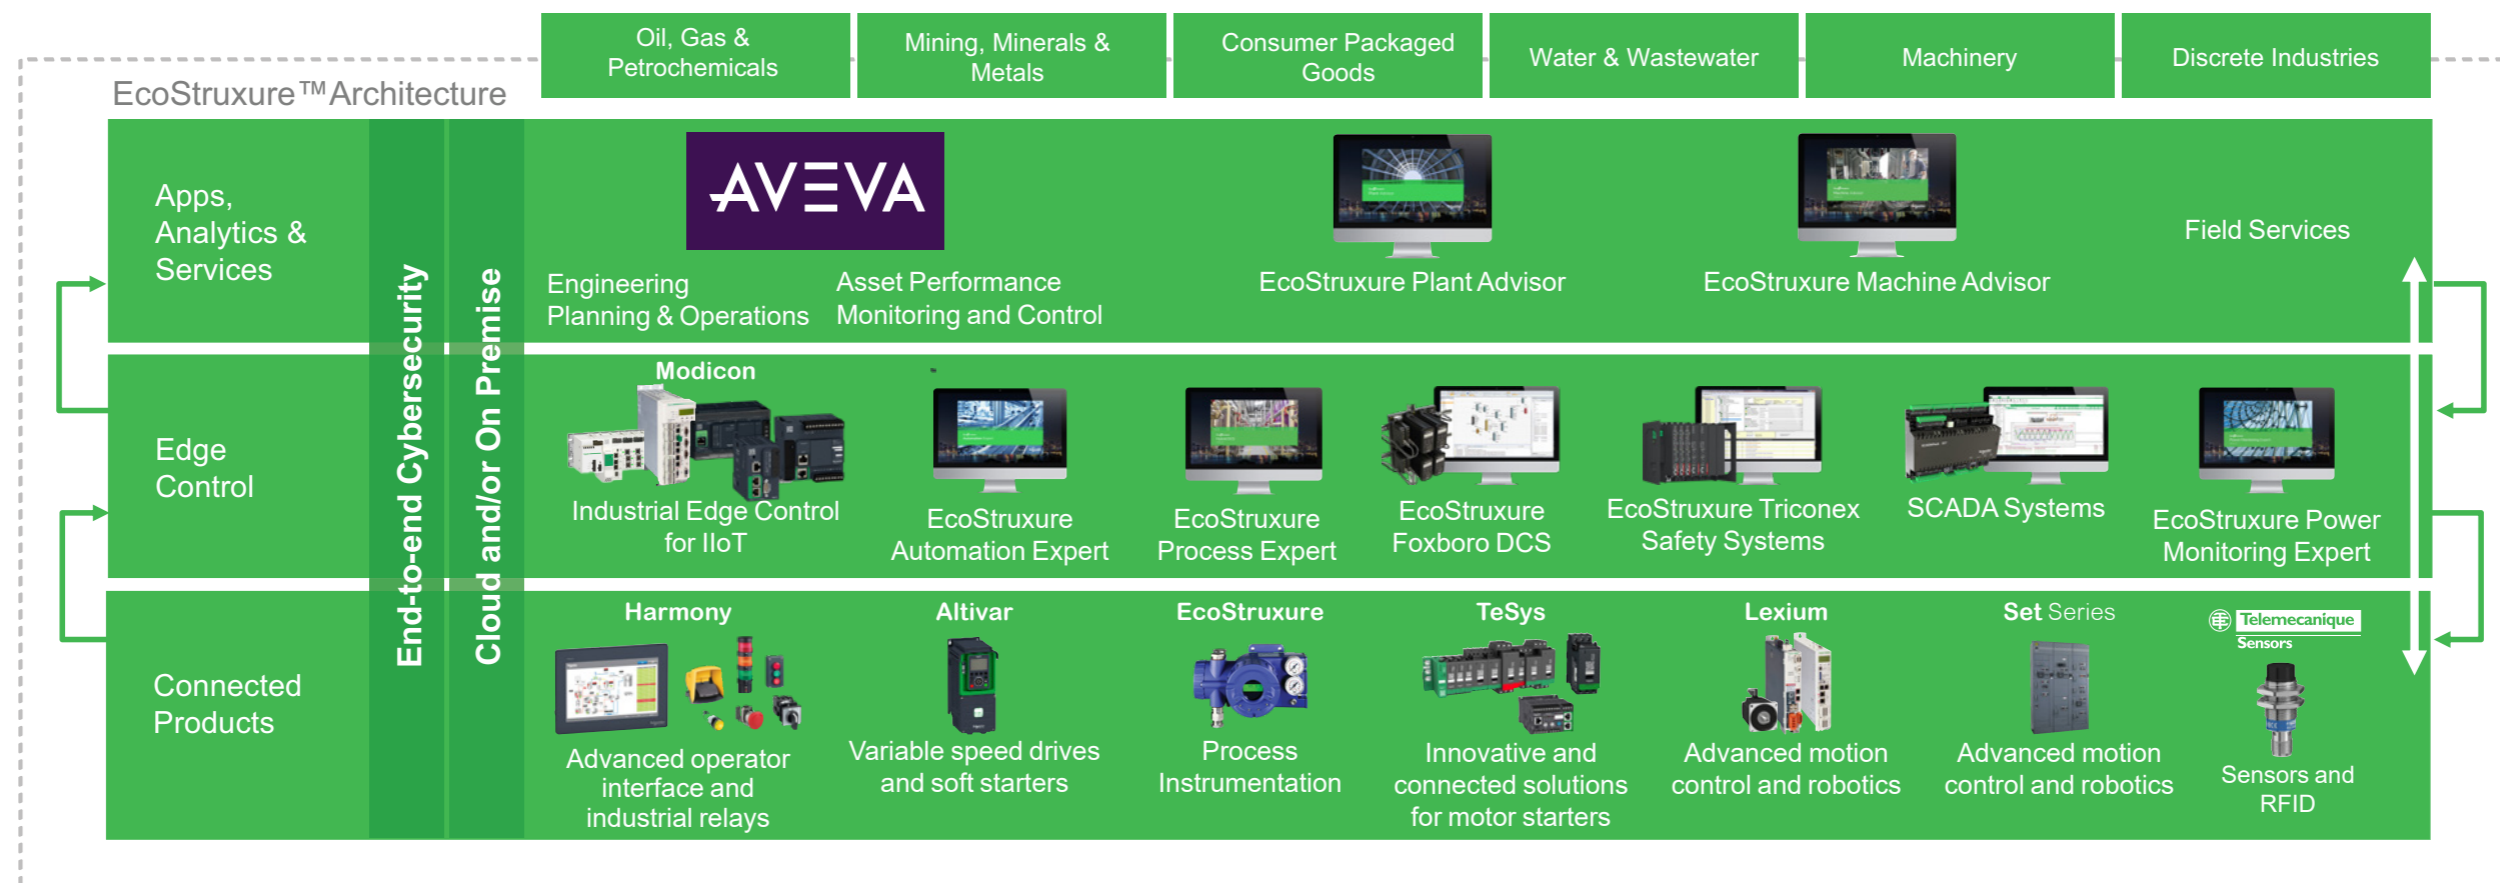 Oil, Gas &
Petrochemicals
Mining, Minerals &
Metals
Consumer Packaged
Goods
Water & Wastewater
Machinery
Discrete Industries
EcoStruxure™Architecture
Apps,
Analytics &
Services
End-to-end Cybersecurity
Cloud and/or On Premise
AVEVA
Engineering
Planning & Operations
Asset Performance
Monitoring and Control
EcoStruxure Plant Advisor
EcoStruxure Machine Advisor
Field Services
Edge
Control
Modicon
Industrial Edge Control
for IIoT
EcoStruxure
Automation Expert
EcoStruxure
Process Expert
EcoStruxure
Foxboro DCS
EcoStruxure Triconex
Safety Systems
SCADA Systems
EcoStruxure Power
Monitoring Expert
Connected
Products
Harmony
Advanced operator
interface and
industrial relays
Altivar
Variable speed drives
and soft starters
EcoStruxure
Process
Instrumentation
TeSys
Innovative and
connected solutions
for motor starters
Lexium
Advanced motion
control and robotics
Set Series
Advanced motion
control and robotics
Telemecanique
Sensors
Sensors and
RFID